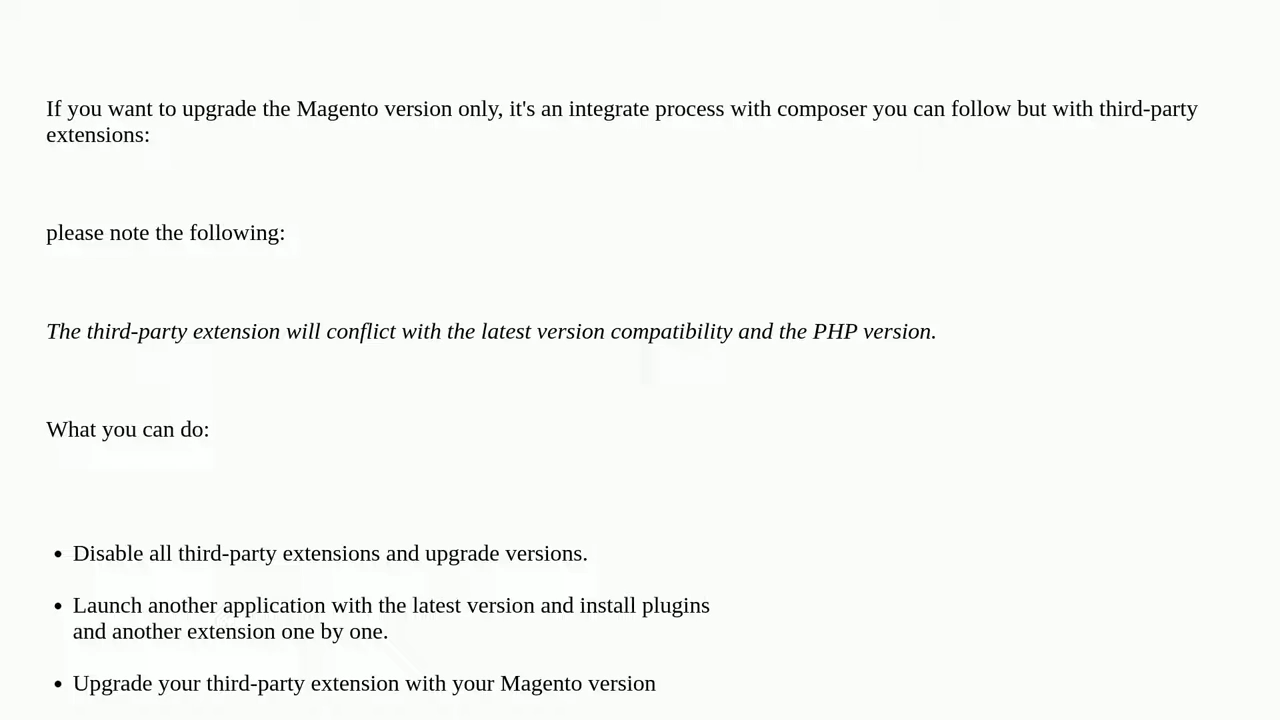 If you want to upgrade the Magento version only, it's an integrate process with composer you can follow but with third-party
extensions:
please note the following:
The third-party extension will conflict with the latest version compatibility and the PHP version.
What you can do:
• Disable all third-party extensions and upgrade versions.
• Launch another application with the latest version and install plugins
and another extension one by one.
• Upgrade your third-party extension with your Magento version